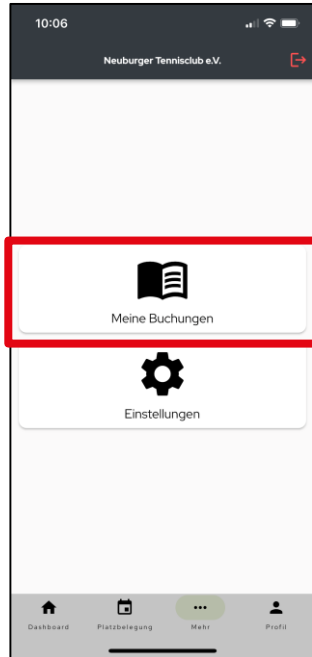 10:06
Neuburger Tennisclub e.V.
Meine Buchungen
Einstellungen
Dashboard Platzbelegung Mehr Profil